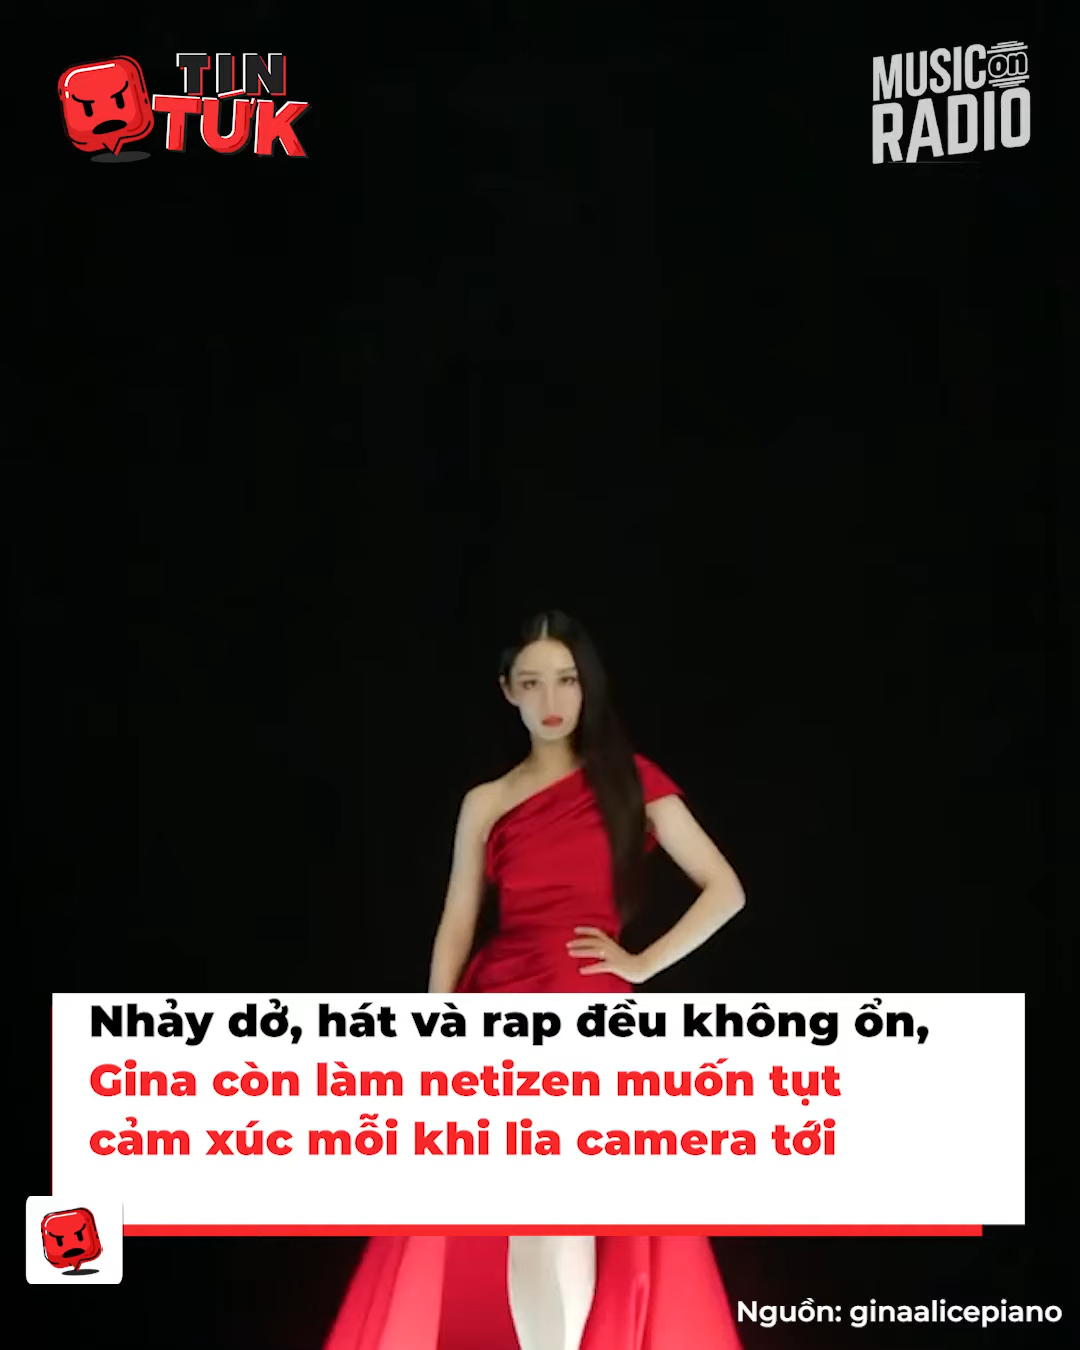 TIN
TỨK
MUSIC on
RADIO
Nhảy dở, hát và rap đều không ổn,
Gina còn làm netizen muốn tụt
cảm xúc mỗi khi lia camera tới
Nguồn: ginaalicepiano